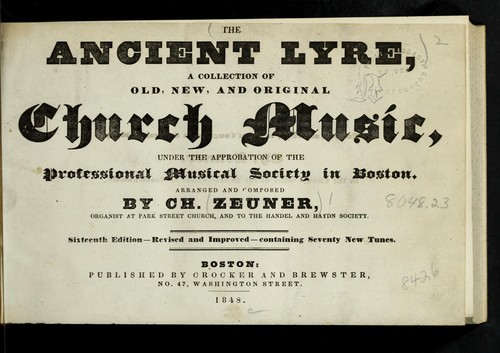 THE
ANCIENT LYRE,
A COLLECTION OF
OLD, NEW, AND ORIGINAL
Church Music,
UNDER THE APPROBATION OF THE
Professional Musical Society in Boston.
ARRANGED AND COMPOSED
BY CH. ZEUNER,
ORGANIST AT PARK STREET CHURCH, AND TO THE HANDEL AND HAYDN SOCIETY.
Sixteenth Edition—Revised and Improved—containing Seventy New Tunes.
BOSTON:
PUBLISHED BY CROCKER AND BREWSTER,
NO. 47, WASHINGTON STREET.
1848.
2
8048.23
8426